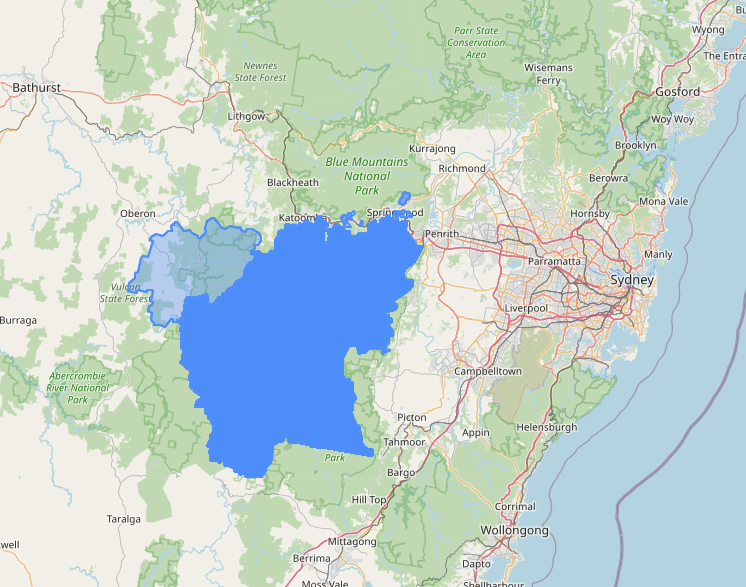 Wyong
Parr State
Conservation
Area
The Entra
Wisemans
Ferry
Newnes
State Forest
Bathurst
Gosford
Lithgow
Woy Woy
Brooklyn
Kurrajong
Blue Mountains
National
Park
Richmond
Blackheath
Berowra
Mona Vale
Oberon
Katoomba
Springwood
Hornsby
Penrith
Manly
Parramatta
Sydney
State Forest
Liverpool
Burraga
Campbelltown
Abercrombie
River National
Park
Picton
Helensburgh
Appin
Tahmoor
Park
Bargo
Hill Top
Corrimal
Taralga
Wollongong
Mittagong
well
Berrima
Dapto
Moss Vale
Shellharbour